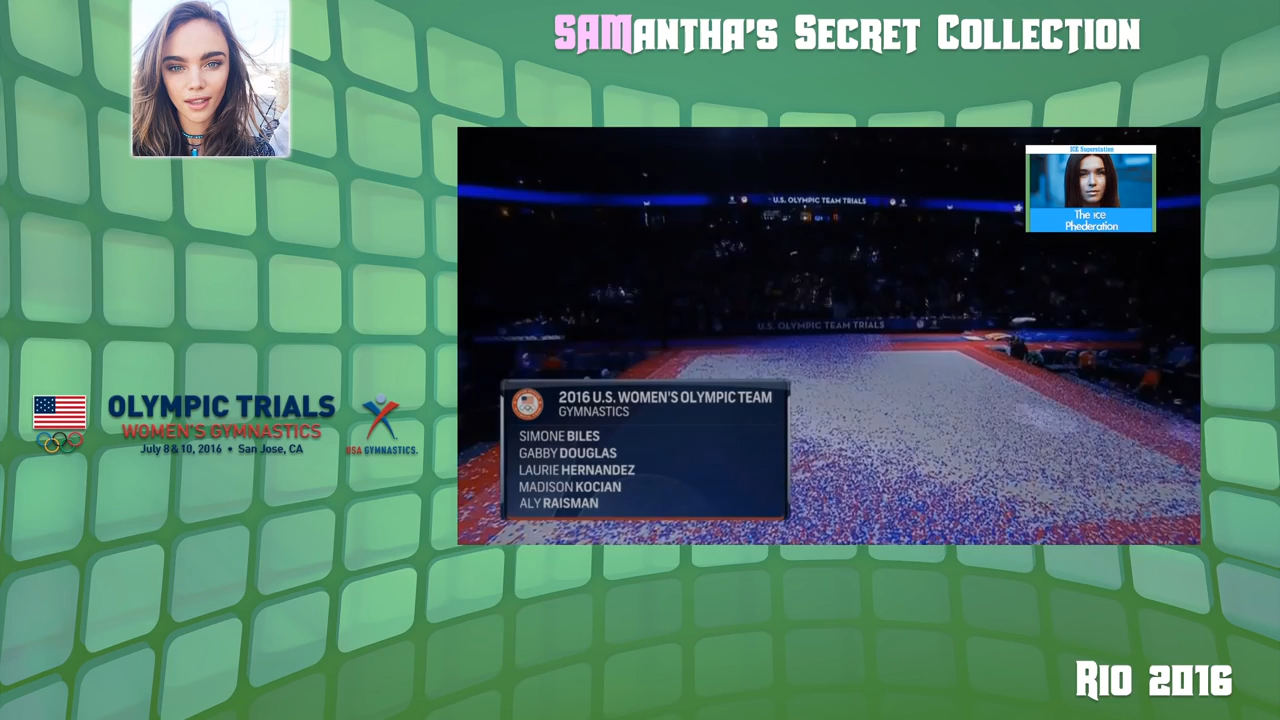 SAMANTHA'S SECRET COLLECTION
ICE Superstation
The ice
Phederation
U.S. OLYMPIC TEAM TRIALS
U.S. OLYMPIC TEAM TRIALS
2016 U.S. WOMEN'S OLYMPIC TEAM
GYMNASTICS
SIMONE BILES
GABBY DOUGLAS
LAURIE HERNANDEZ
MADISON KOCIAN
ALY RAISMAN
OLYMPIC TRIALS
WOMEN'S GYMNASTICS
July 8 & 10, 2016 • San Jose, CA
USA GYMNASTICS.
RIO 2016